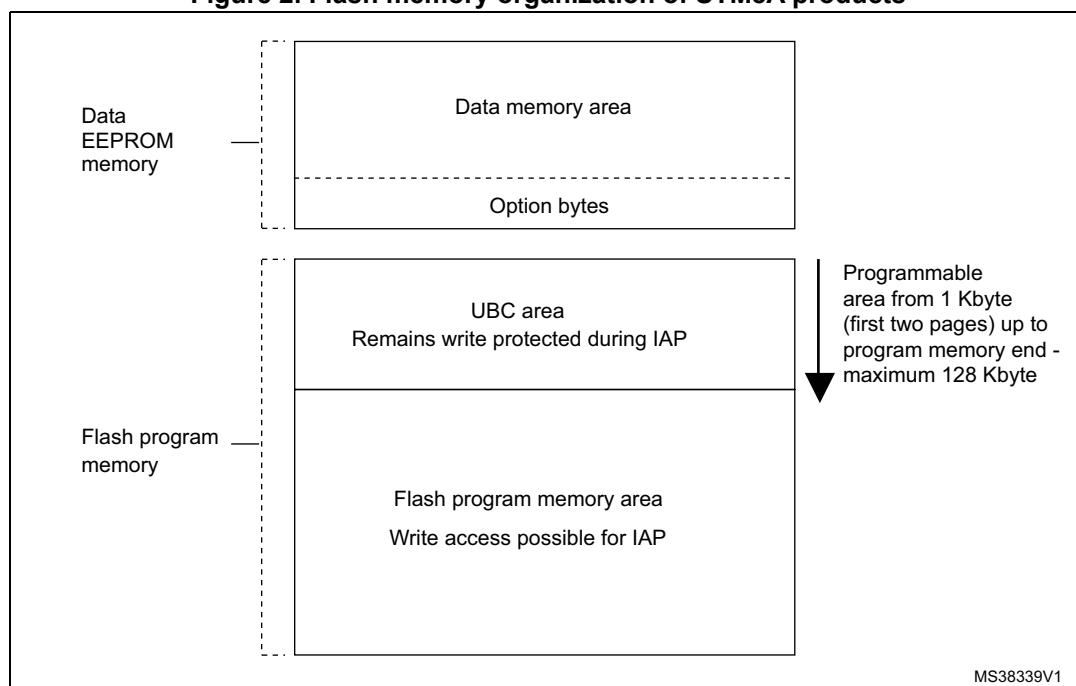 Figure 2. Flash memory organization of STM8A products
Data
EEPROM
memory
Data memory area
Option bytes
Programmable
area from 1 Kbyte
(first two pages) up to
program memory end -
maximum 128 Kbyte
UBC area
Remains write protected during IAP
Flash program
memory
Flash program memory area
Write access possible for IAP
MS38339V1